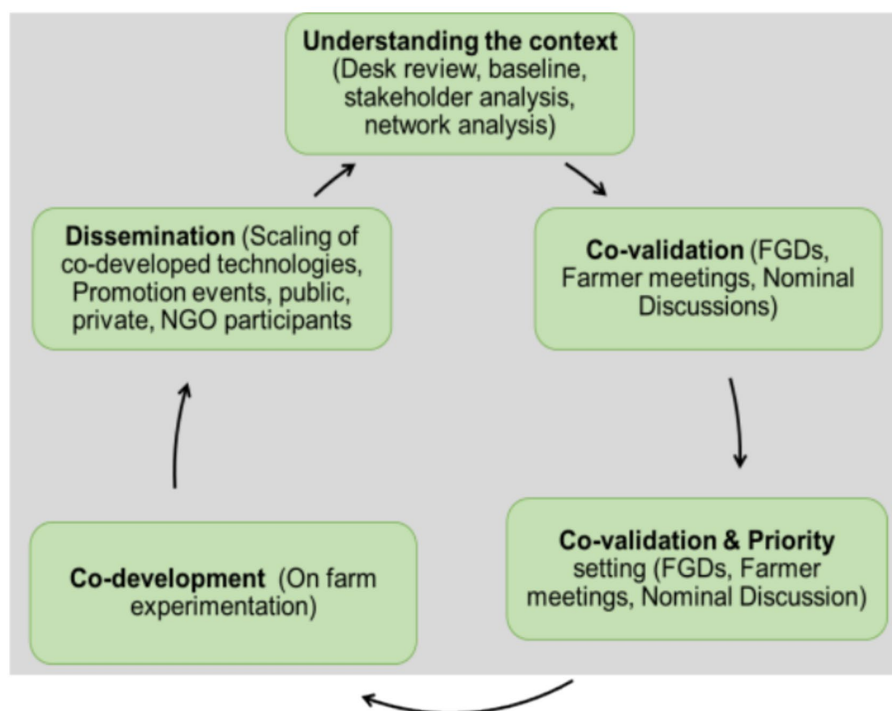 Understanding the context
(Desk review, baseline,
stakeholder analysis,
network analysis)
Co-validation (FGDs,
Farmer meetings, Nominal
Discussions)
Co-validation & Priority
setting (FGDs, Farmer
meetings, Nominal Discussion)
Co-development (On farm
experimentation)
Dissemination (Scaling of
co-developed technologies,
Promotion events, public,
private, NGO participants